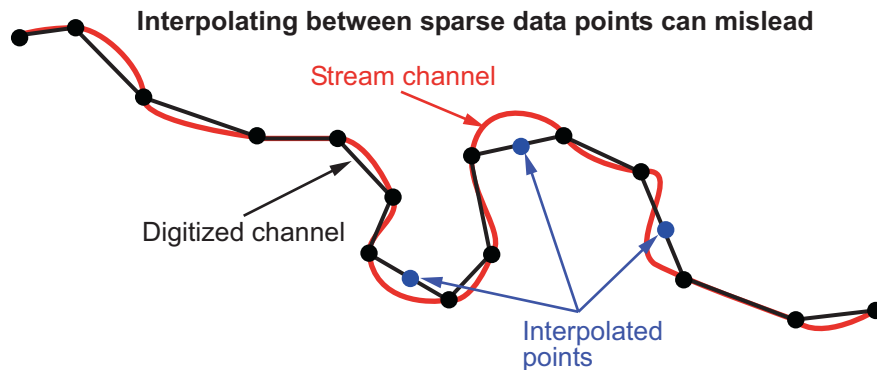 Interpolating between sparse data points can mislead
Stream channel
Digitized channel
Interpolated
points